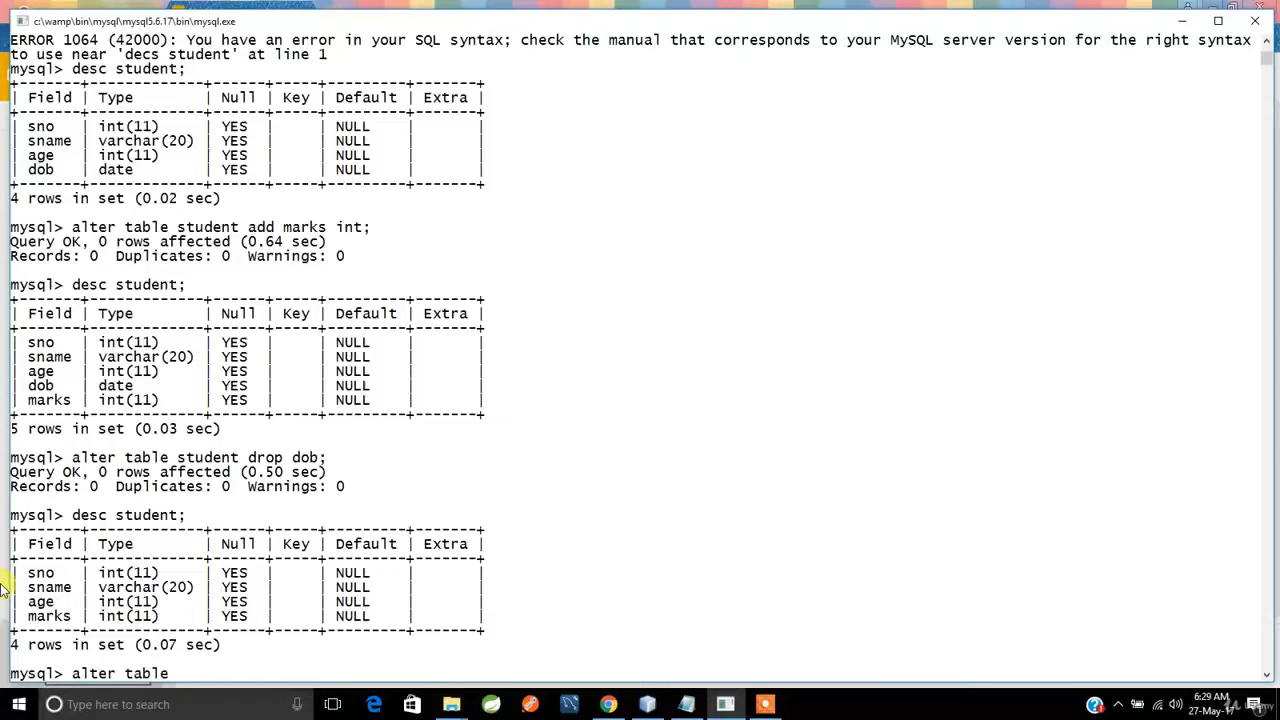 c:\wamp\bin\mysql\mysql5.6.17\bin\mysql.exe
ERROR 1064 (42000): You have an error in your SQL syntax; check the manual that corresponds to your MySQL server version for the right syntax
to use near 'decs student' at line 1
mysql> desc student;
+-------+-------------+------+-----+---------+-------+
| Field | Type        | Null | Key | Default | Extra |
+-------+-------------+------+-----+---------+-------+
| sno   | int(11)     | YES  |     | NULL    |       |
| sname | varchar(20) | YES  |     | NULL    |       |
| age   | int(11)     | YES  |     | NULL    |       |
| dob   | date        | YES  |     | NULL    |       |
+-------+-------------+------+-----+---------+-------+
4 rows in set (0.02 sec)
mysql> alter table student add marks int;
Query OK, 0 rows affected (0.64 sec)
Records: 0  Duplicates: 0  Warnings: 0
mysql> desc student;
+-------+-------------+------+-----+---------+-------+
| Field | Type        | Null | Key | Default | Extra |
+-------+-------------+------+-----+---------+-------+
| sno   | int(11)     | YES  |     | NULL    |       |
| sname | varchar(20) | YES  |     | NULL    |       |
| age   | int(11)     | YES  |     | NULL    |       |
| dob   | date        | YES  |     | NULL    |       |
| marks | int(11)     | YES  |     | NULL    |       |
+-------+-------------+------+-----+---------+-------+
5 rows in set (0.03 sec)
mysql> alter table student drop dob;
Query OK, 0 rows affected (0.50 sec)
Records: 0  Duplicates: 0  Warnings: 0
mysql> desc student;
+-------+-------------+------+-----+---------+-------+
| Field | Type        | Null | Key | Default | Extra |
+-------+-------------+------+-----+---------+-------+
| sno   | int(11)     | YES  |     | NULL    |       |
| sname | varchar(20) | YES  |     | NULL    |       |
| age   | int(11)     | YES  |     | NULL    |       |
| marks | int(11)     | YES  |     | NULL    |       |
+-------+-------------+------+-----+---------+-------+
4 rows in set (0.07 sec)
mysql> alter table
Type here to search
6:29 AM
27-May-17